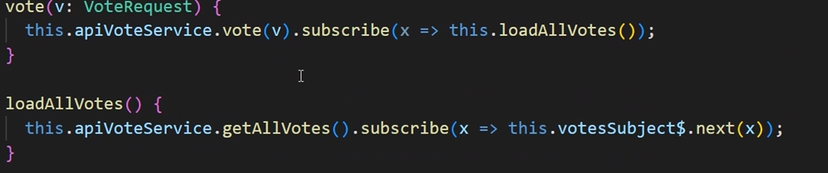 vote(v: VoteRequest) {
this.apiVoteService.vote(v).subscribe(x => this.loadAllVotes());
}
loadAllVotes() {
this.apiVoteService.getAllVotes().subscribe(x => this.votesSubject$.next(x));
}